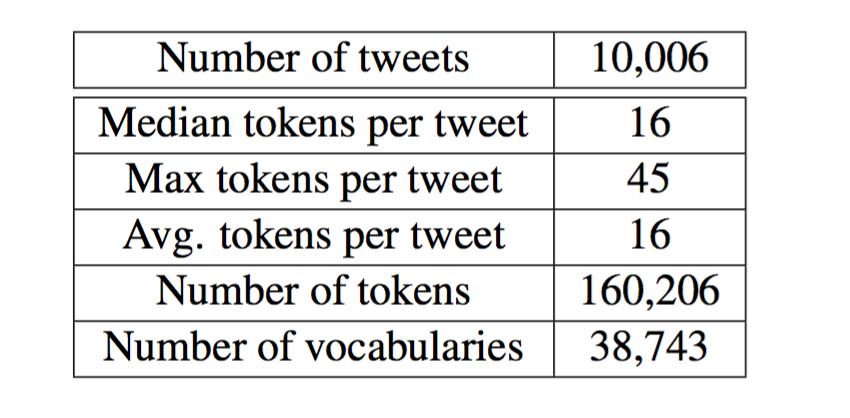 Number of tweets 10,006
Median tokens per tweet 16
Max tokens per tweet 45
Avg. tokens per tweet 16
Number of tokens 160,206
Number of vocabularies 38,743